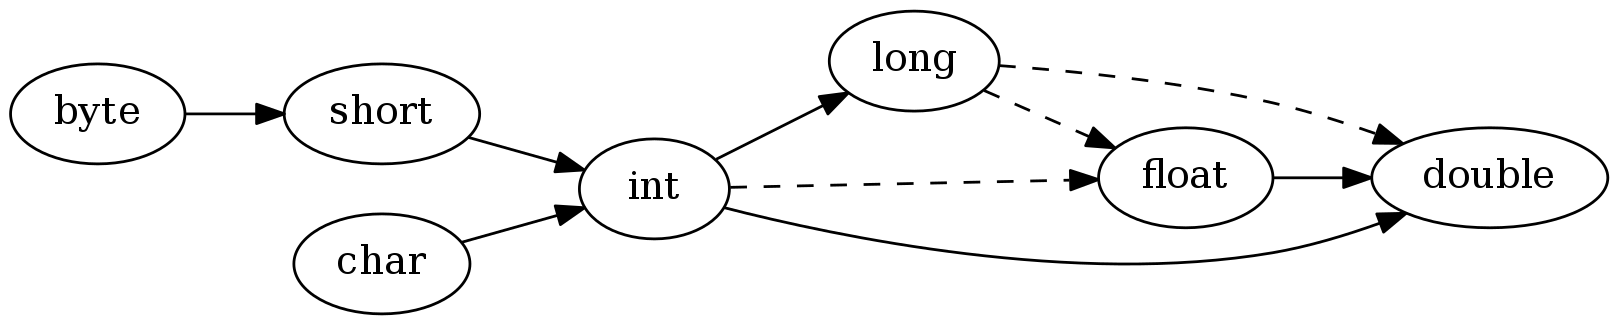 byte
short
char
int
long
float
double